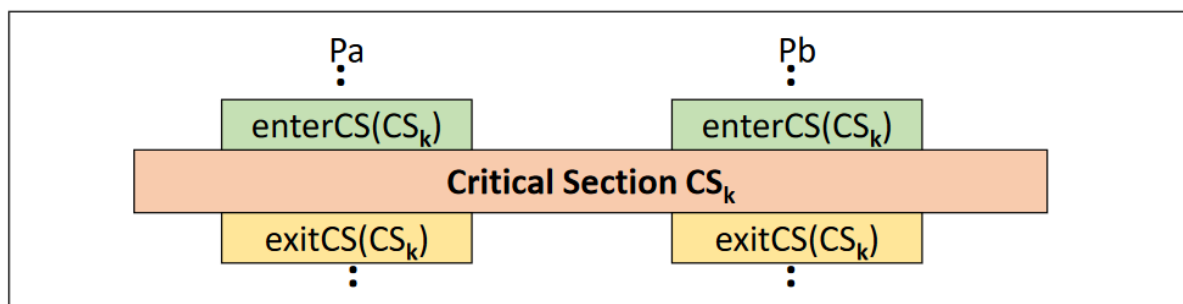 Pa Pb
enterCS(CSk) enterCS(CSk)
Critical Section CSk
exitCS(CSk) exitCS(CSk)